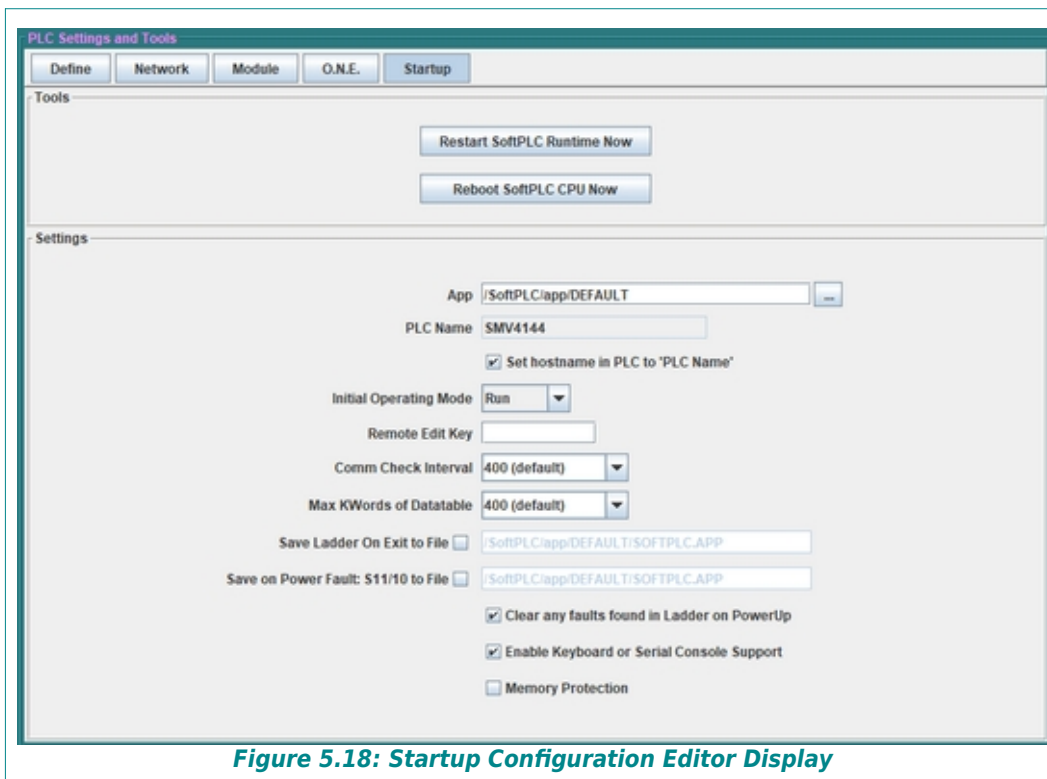 PLC Settings and Tools
Define Network Module O.N.E. Startup
Tools
Restart SoftPLC Runtime Now
Reboot SoftPLC CPU Now
Settings
App /SoftPLC/app/DEFAULT ...
PLC Name SMV4144
Set hostname in PLC to 'PLC Name'
Initial Operating Mode Run
Remote Edit Key
Comm Check Interval 400 (default)
Max KWords of Datatable 400 (default)
Save Ladder On Exit to File /SoftPLC/app/DEFAULT/SOFTPLC.APP
Save on Power Fault: S11/10 to File /SoftPLC/app/DEFAULT/SOFTPLC.APP
Clear any faults found in Ladder on PowerUp
Enable Keyboard or Serial Console Support
Memory Protection
Figure 5.18: Startup Configuration Editor Display